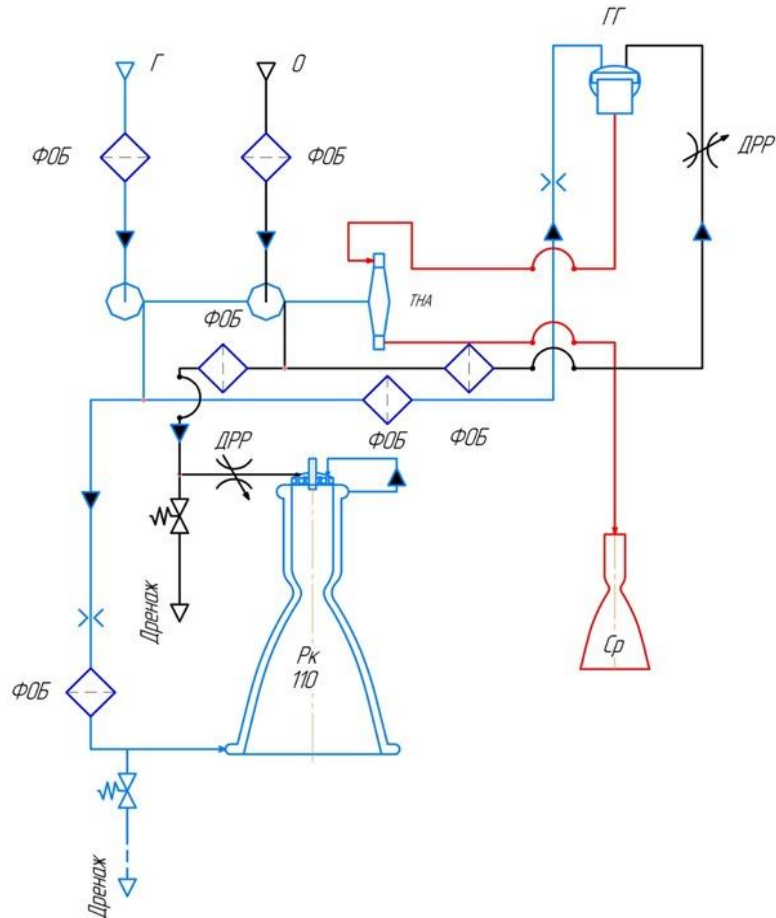 ГГ
Г
О
ФОБ
ФОБ
ДРР
ТНА
ФОБ
ДРР
ФОБ
ФОБ
Дренаж
Рк
110
Ср
ФОБ
Дренаж